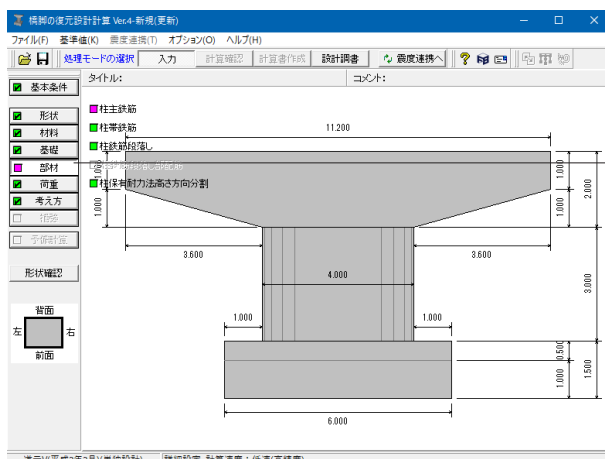 橋脚の復元設計計算 Ver.4-新規(更新)
ファイル(F) 基準値(K) 震度連携(T) オプション(O) ヘルプ(H)
処理モードの選択 入力 計算確認 計算書作成 設計調書 震度連携へ
タイトル: コメント:
基本条件
形状
材料
基礎
部材
荷重
考え方
補強
予備計算
形状確認
背面
左 右
前面
柱主鉄筋
柱帯鉄筋
柱鉄筋段落し
柱保有耐力法高さ方向分割
11.200
1.000
1.000
1.000
1.000
2.000
3.600
3.600
4.000
3.000
1.000
1.000
0.500
1.000
1.500
6.000